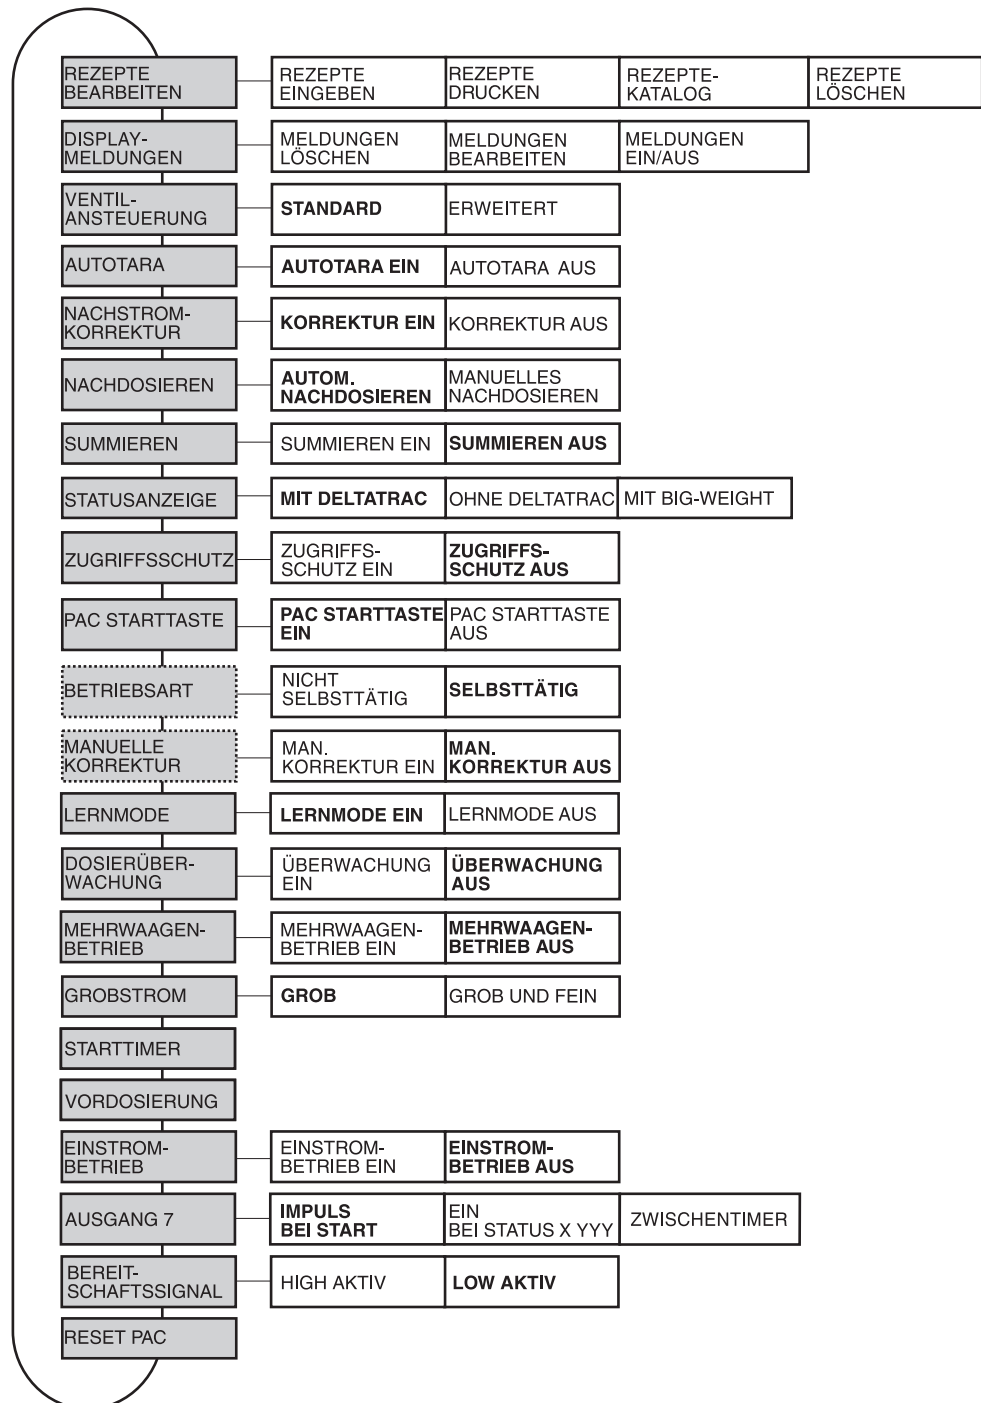 REZEPTE
BEARBEITEN
REZEPTE
EINGEBEN
REZEPTE
DRUCKEN
REZEPTE-
KATALOG
REZEPTE
LÖSCHEN
DISPLAY-
MELDUNGEN
MELDUNGEN
LÖSCHEN
MELDUNGEN
BEARBEITEN
MELDUNGEN
EIN/AUS
VENTIL-
ANSTEUERUNG
STANDARD
ERWEITERT
AUTOTARA
AUTOTARA EIN
AUTOTARA AUS
NACHSTROM-
KORREKTUR
KORREKTUR EIN
KORREKTUR AUS
NACHDOSIEREN
AUTOM.
NACHDOSIEREN
MANUELLES
NACHDOSIEREN
SUMMIEREN
SUMMIEREN EIN
SUMMIEREN AUS
STATUSANZEIGE
MIT DELTATRAC
OHNE DELTATRAC
MIT BIG-WEIGHT
ZUGRIFFSSCHUTZ
ZUGRIFFS-
SCHUTZ EIN
ZUGRIFFS-
SCHUTZ AUS
PAC STARTTASTE
PAC STARTTASTE
EIN
PAC STARTTASTE
AUS
BETRIEBSART
NICHT
SELBSTTÄTIG
SELBSTTÄTIG
MANUELLE
KORREKTUR
MAN.
KORREKTUR EIN
MAN.
KORREKTUR AUS
LERNMODE
LERNMODE EIN
LERNMODE AUS
DOSIERÜBER-
WACHUNG
ÜBERWACHUNG
EIN
ÜBERWACHUNG
AUS
MEHRWAAGEN-
BETRIEB
MEHRWAAGEN-
BETRIEB EIN
MEHRWAAGEN-
BETRIEB AUS
GROBSTROM
GROB
GROB UND FEIN
STARTTIMER
VORDOSIERUNG
EINSTROM-
BETRIEB
EINSTROM-
BETRIEB EIN
EINSTROM-
BETRIEB AUS
AUSGANG 7
IMPULS
BEI START
EIN
BEI STATUS X YYY
ZWISCHENTIMER
BEREIT-
SCHAFTSSIGNAL
HIGH AKTIV
LOW AKTIV
RESET PAC